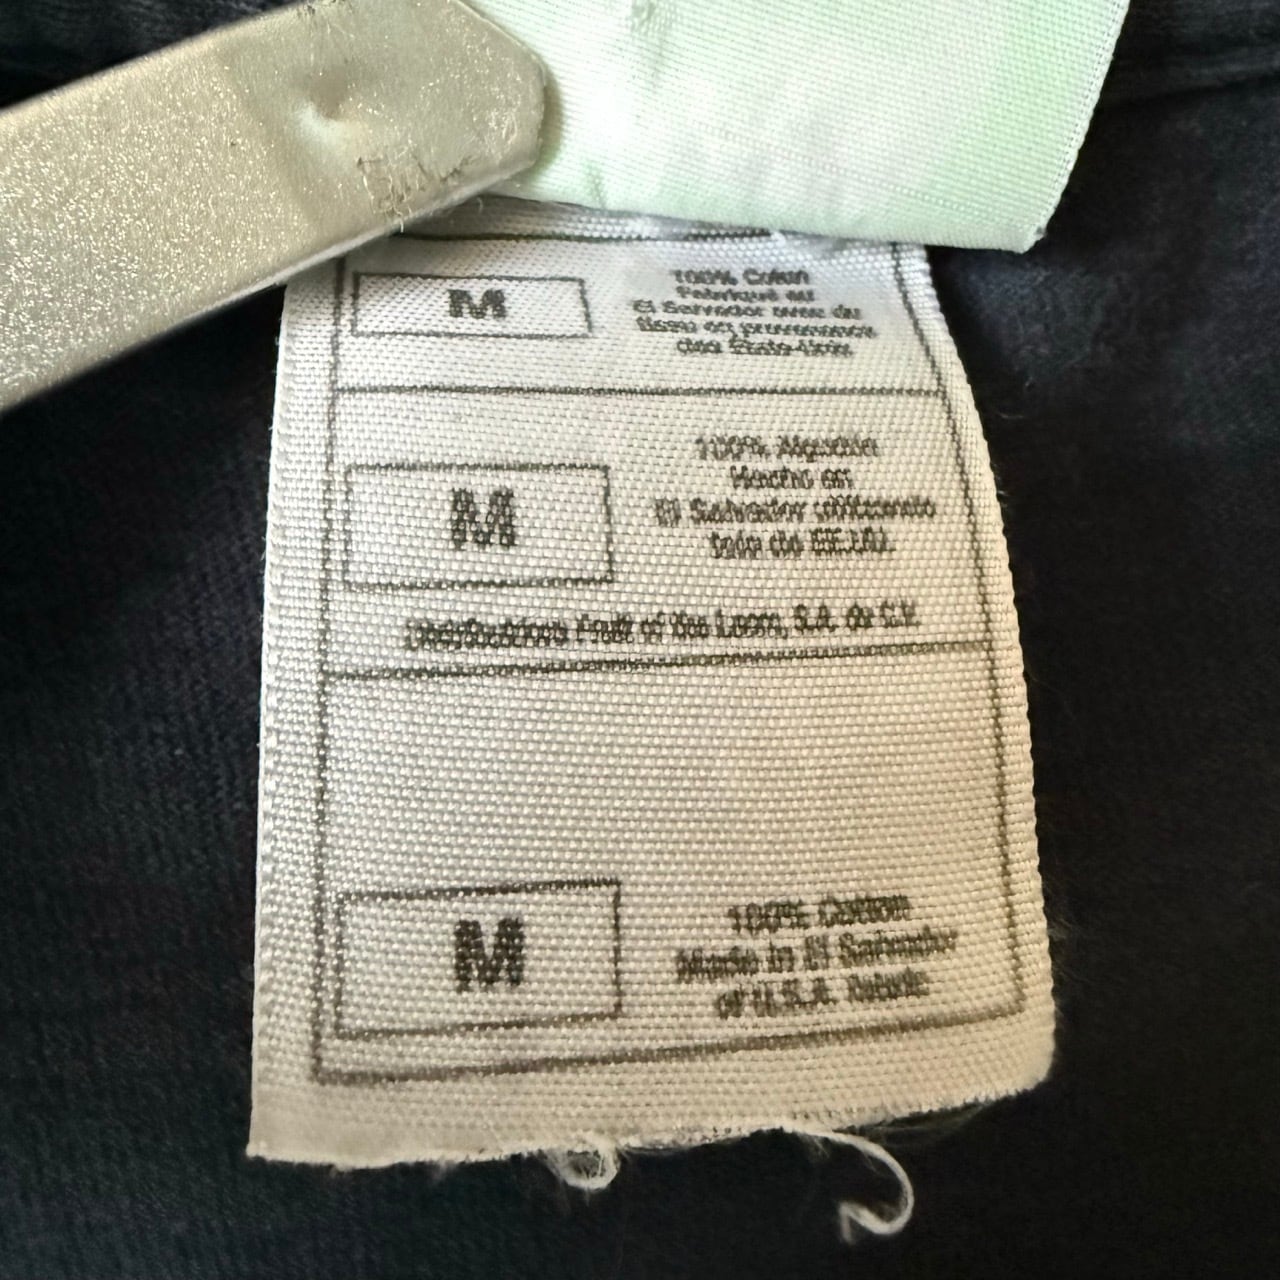 M
100% Coton
Fabriqué au
El Salvador avec du
tissu en provenance
des États-Unis
M
100% Algodón
Hecho en
El Salvador utilizando
tela de EE.UU.
Distribuidora Fruit of the Loom, S.A. de C.V.
M
100% Cotton
Made in El Salvador
of U.S.A. fabric